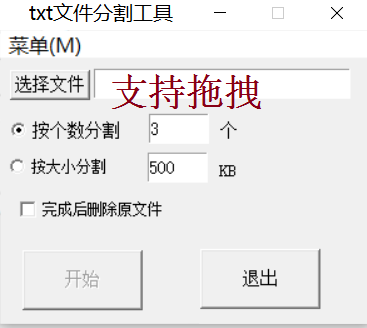 txt文件分割工具
菜单(M)
选择文件 支持拖拽
按个数分割 3 个
按大小分割 500 KB
完成后删除原文件
开始 退出